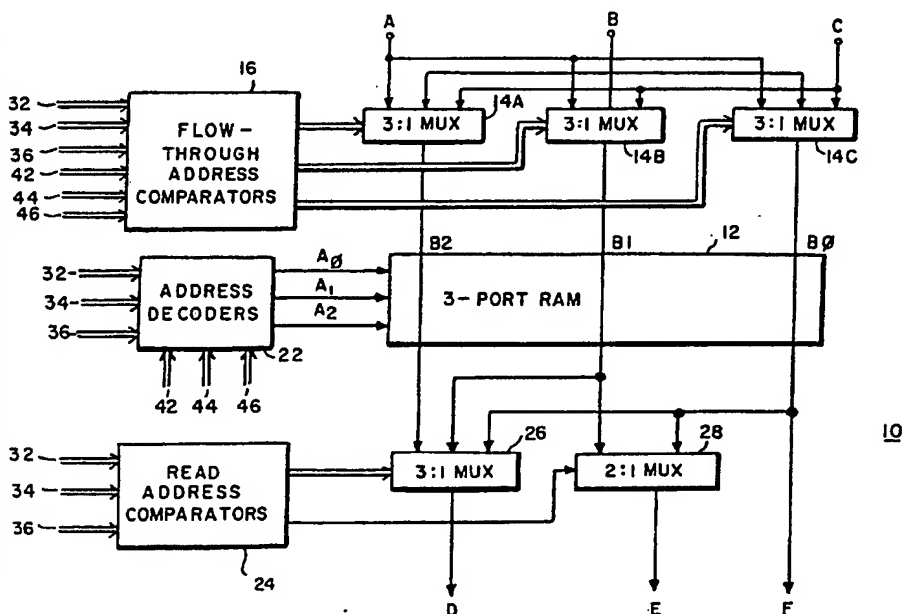 A B C
16
32
34
36
42
44
46
FLOW-
THROUGH
ADDRESS
COMPARATORS
3:1 MUX 14A
3:1 MUX 14B
3:1 MUX 14C
B2 B1 12 BØ
32
34
36
ADDRESS
DECODERS
22
42 44 46
AØ
A1
A2
3-PORT RAM
10
32
34
36
READ
ADDRESS
COMPARATORS
24
3:1 MUX 26
2:1 MUX 28
D E F